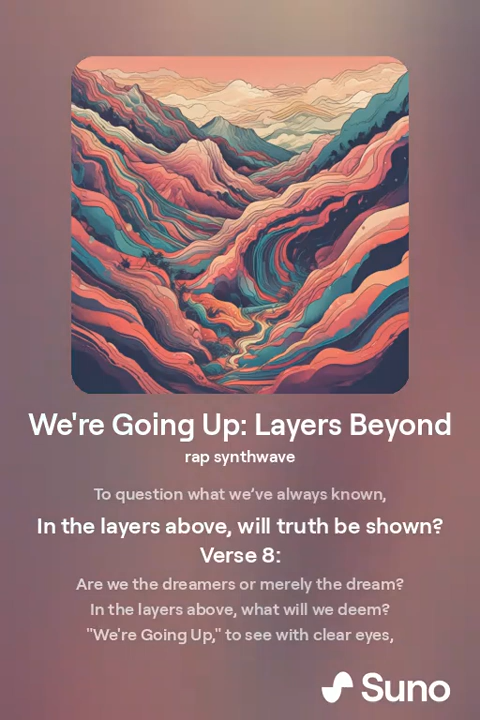 We're Going Up: Layers Beyond
rap synthwave
To question what we’ve always known,
In the layers above, will truth be shown?
Verse 8:
Are we the dreamers or merely the dream?
In the layers above, what will we deem?
"We're Going Up," to see with clear eyes,
Suno